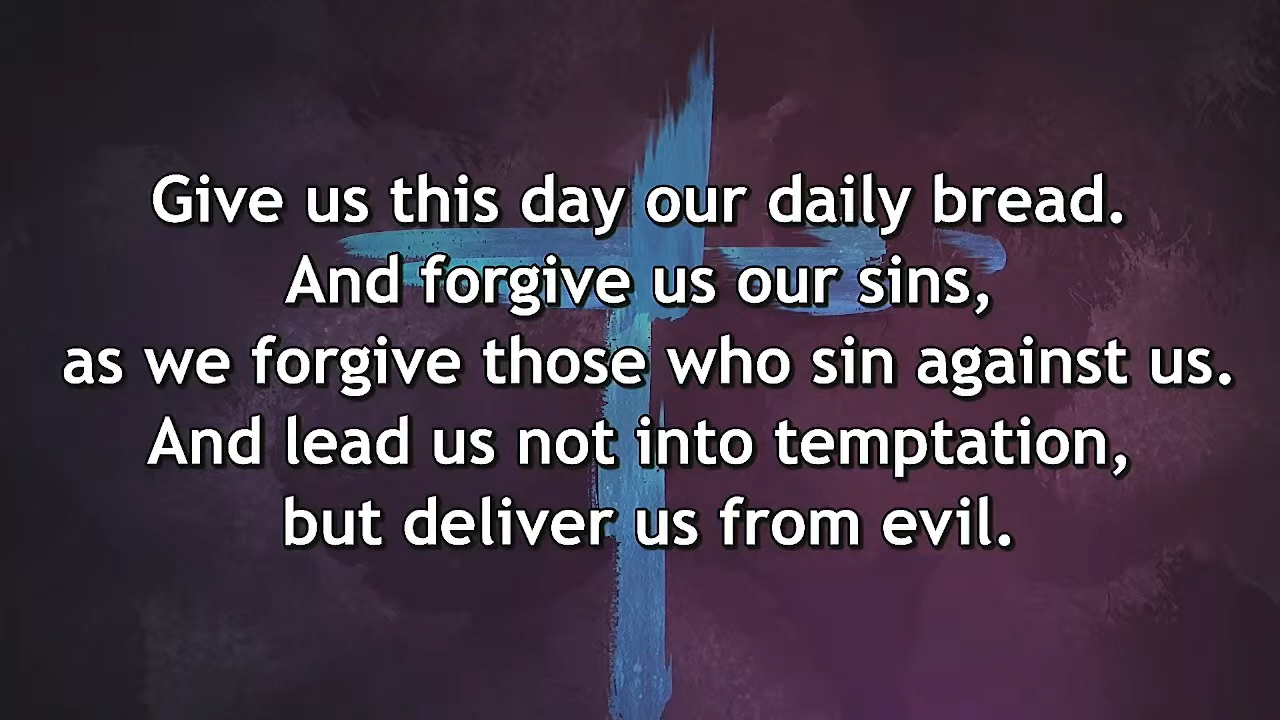 Give us this day our daily bread.
And forgive us our sins,
as we forgive those who sin against us.
And lead us not into temptation,
but deliver us from evil.